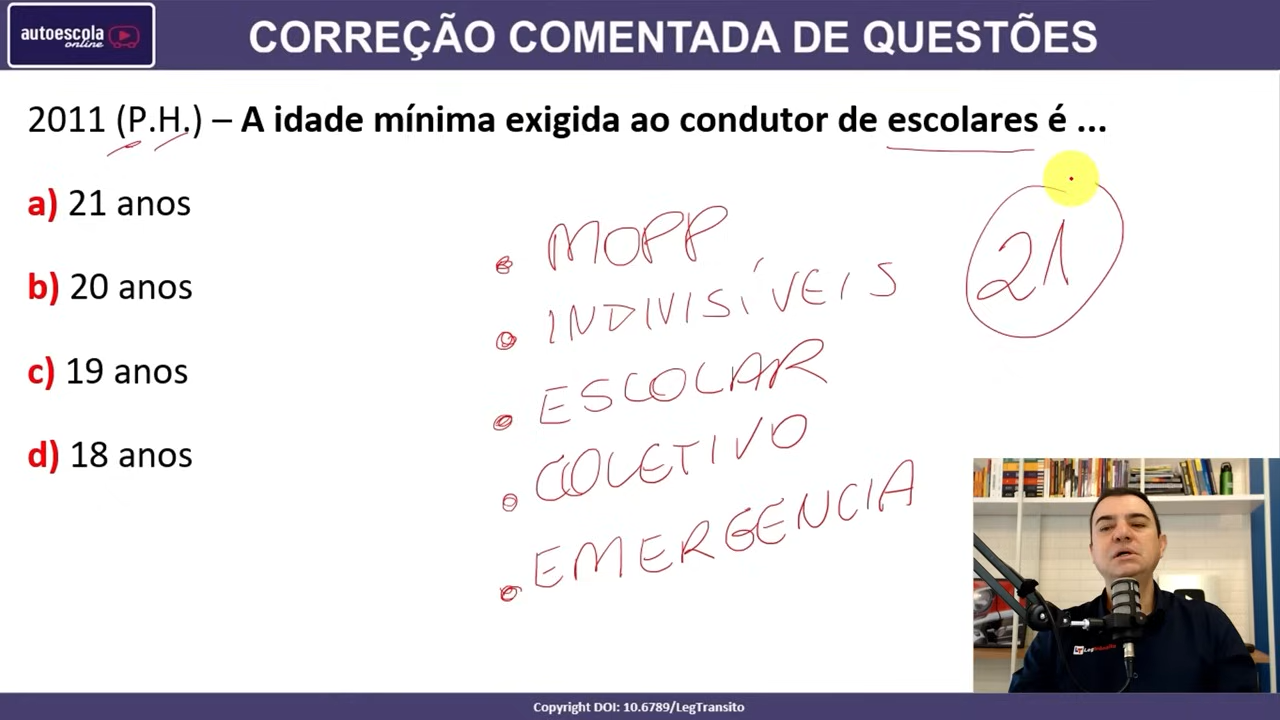 autoescola
online
CORREÇÃO COMENTADA DE QUESTÕES
2011 (P.H.) – A idade mínima exigida ao condutor de escolares é ...
a) 21 anos
b) 20 anos
c) 19 anos
d) 18 anos
MOPP
INDIVISÍVEIS
ESCOLAR
COLETIVO
EMERGENCIA
21
LegTrânsito
Copyright DOI: 10.6789/LegTransito